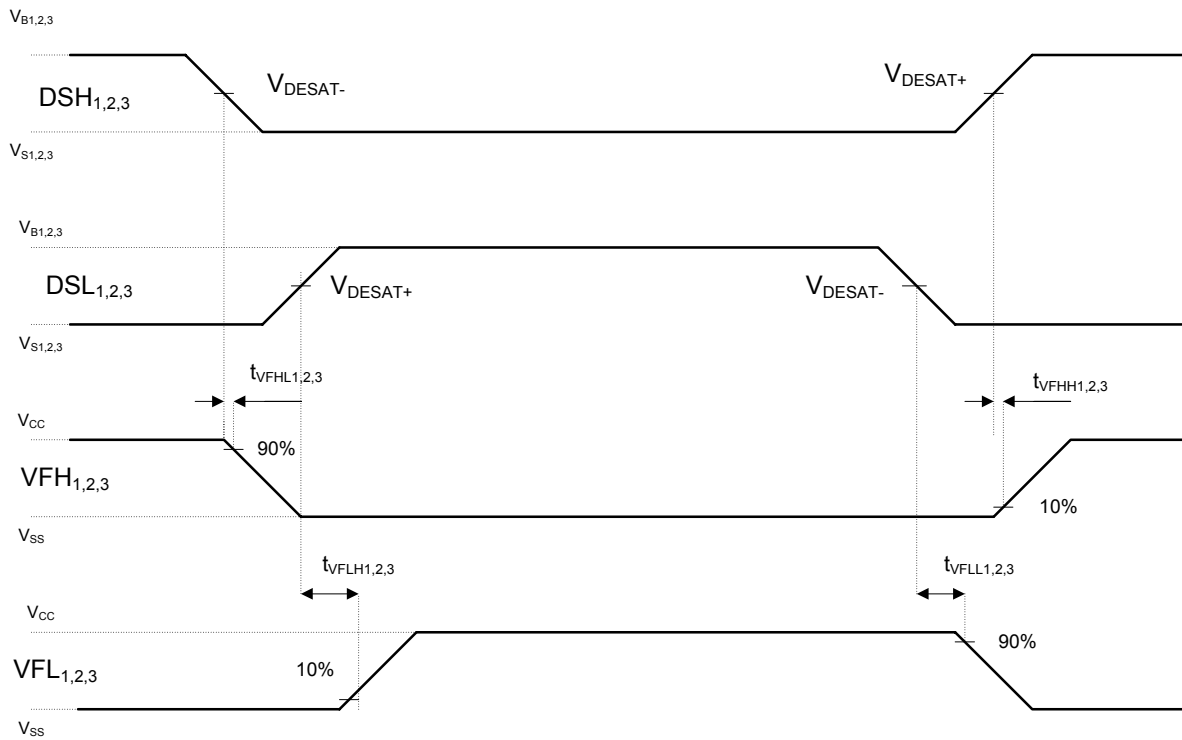 VB1,2,3
DSH1,2,3
VDESAT-
VDESAT+
VS1,2,3
VB1,2,3
DSL1,2,3
VDESAT+
VDESAT-
VS1,2,3
tVFHL1,2,3
tVFHH1,2,3
VCC
90%
VFH1,2,3
10%
VSS
tVFLH1,2,3
tVFLL1,2,3
VCC
90%
VFL1,2,3
10%
VSS